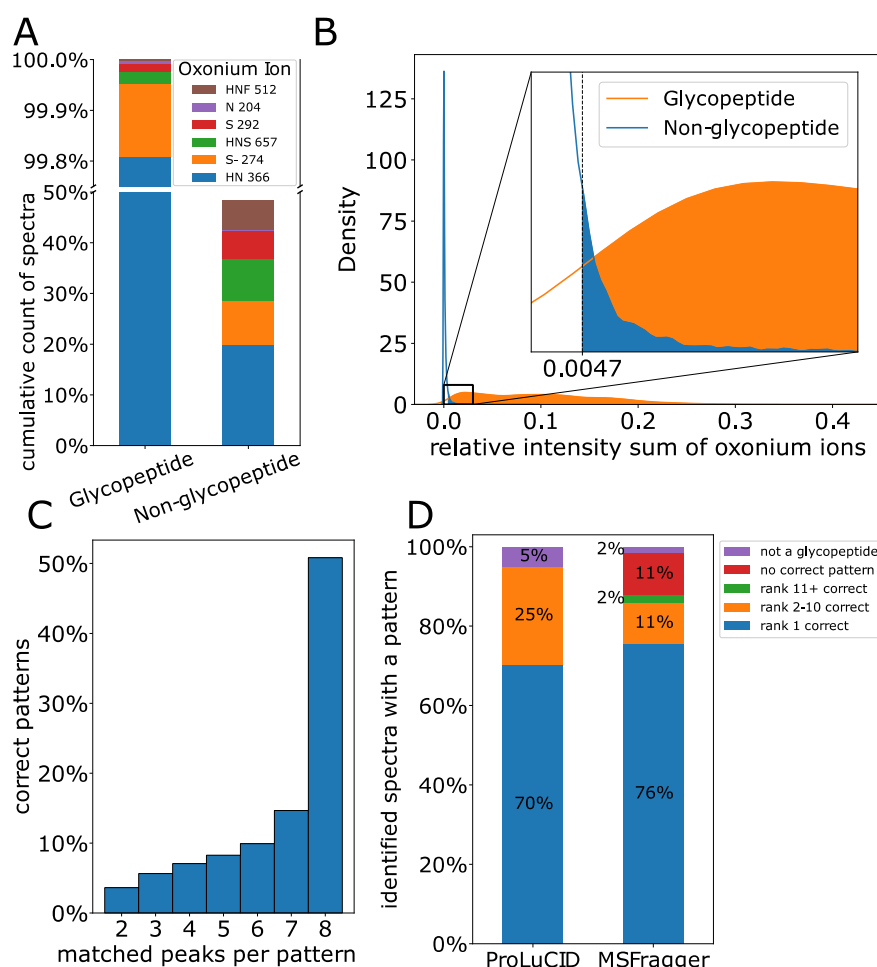 A
100.0%
99.9%
99.8%
50%
40%
30%
20%
10%
0%
cumulative count of spectra
Oxonium Ion
HNF 512
N 204
S 292
HNS 657
S- 274
HN 366
Glycopeptide
Non-glycopeptide
B
125
100
75
50
25
0
Density
Glycopeptide
Non-glycopeptide
0.0047
0.0
0.1
0.2
0.3
0.4
relative intensity sum of oxonium ions
C
50%
40%
30%
20%
10%
0%
correct patterns
2
3
4
5
6
7
8
matched peaks per pattern
D
100%
80%
60%
40%
20%
0%
identified spectra with a pattern
5%
25%
70%
2%
11%
2%
11%
76%
ProLuCID
MSFragger
not a glycopeptide
no correct pattern
rank 11+ correct
rank 2-10 correct
rank 1 correct